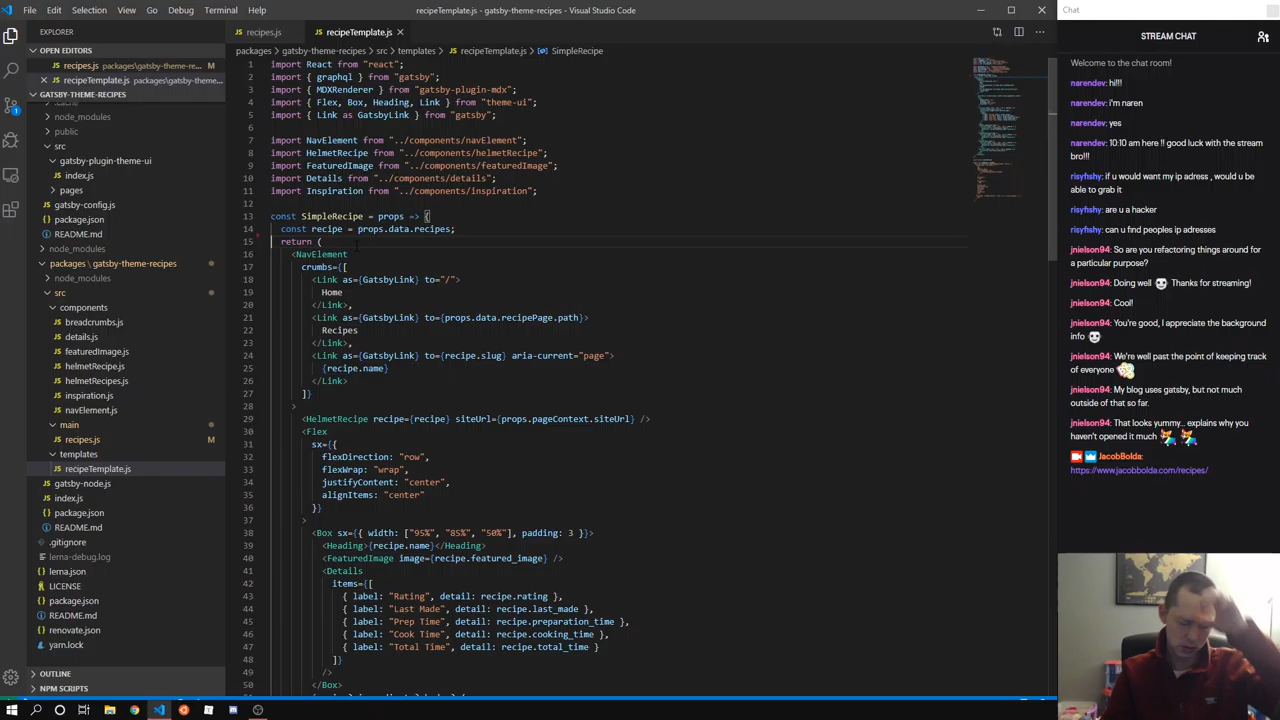 File Edit Selection View Go Debug Terminal Help
recipeTemplate.js - gatsby-theme-recipes - Visual Studio Code
Chat
EXPLORER
OPEN EDITORS
recipes.js packages\gatsby-theme-re... M
recipeTemplate.js packages\gatsby-theme...
GATSBY-THEME-RECIPES
.cache
node_modules
public
src
gatsby-plugin-theme-ui
index.js
pages
gatsby-config.js
package.json
README.md
node_modules
packages \ gatsby-theme-recipes
node_modules
src
components
breadcrumbs.js
details.js
featuredImage.js
helmetRecipe.js
helmetRecipes.js
inspiration.js
navElement.js
main
recipes.js M
templates
recipeTemplate.js
gatsby-node.js
index.js
package.json
README.md
.gitignore
lerna-debug.log
lerna.json
LICENSE
package.json
README.md
renovate.json
yarn.lock
OUTLINE
NPM SCRIPTS
recipes.js recipeTemplate.js
packages > gatsby-theme-recipes > src > templates > recipeTemplate.js > SimpleRecipe
1 import React from "react";
2 import { graphql } from "gatsby";
3 import { MDXRenderer } from "gatsby-plugin-mdx";
4 import { Flex, Box, Heading, Link } from "theme-ui";
5 import { Link as GatsbyLink } from "gatsby";
6
7 import NavElement from "../components/navElement";
8 import HelmetRecipe from "../components/helmetRecipe";
9 import FeaturedImage from "../components/featuredImage";
10 import Details from "../components/details";
11 import Inspiration from "../components/inspiration";
12
13 const SimpleRecipe = props => {
14 const recipe = props.data.recipes;
15 return (
16 <NavElement
17 crumbs={[
18 <Link as={GatsbyLink} to="/">
19 Home
20 </Link>,
21 <Link as={GatsbyLink} to={props.data.recipePage.path}>
22 Recipes
23 </Link>,
24 <Link as={GatsbyLink} to={recipe.slug} aria-current="page">
25 {recipe.name}
26 </Link>
27 ]}
28 >
29 <HelmetRecipe recipe={recipe} siteUrl={props.pageContext.siteUrl} />
30 <Flex
31 sx={{
32 flexDirection: "row",
33 flexWrap: "wrap",
34 justifyContent: "center",
35 alignItems: "center"
36 }}
37 >
38 <Box sx={{ width: ["95%", "85%", "50%"], padding: 3 }}>
39 <Heading>{recipe.name}</Heading>
40 <FeaturedImage image={recipe.featured_image} />
41 <Details
42 items={[
43 { label: "Rating", detail: recipe.rating },
44 { label: "Last Made", detail: recipe.last_made },
45 { label: "Prep Time", detail: recipe.preparation_time },
46 { label: "Cook Time", detail: recipe.cooking_time },
47 { label: "Total Time", detail: recipe.total_time }
48 ]}
49 />
50 </Box>
STREAM CHAT
Welcome to the chat room!
narendev: hi!!!
narendev: i'm naren
narendev: yes
narendev: 10:10 am here !! good luck with the stream
bro!!!
risyfishy: if u would want my ip adress , would u be
able to grab it
risyfishy: are u a hacker
risyfishy: can u find peoples ip adresses
jnielson94: So are you refactoring things around for
a particular purpose?
jnielson94: Doing well Thanks for streaming!
jnielson94: Cool!
jnielson94: You're good, I appreciate the background
info
jnielson94: We're well past the point of keeping track
of everyone
jnielson94: My blog uses gatsby, but not much
outside of that so far.
jnielson94: That looks yummy... explains why you
haven't opened it much
JacobBolda:
https://www.jacobbolda.com/recipes/